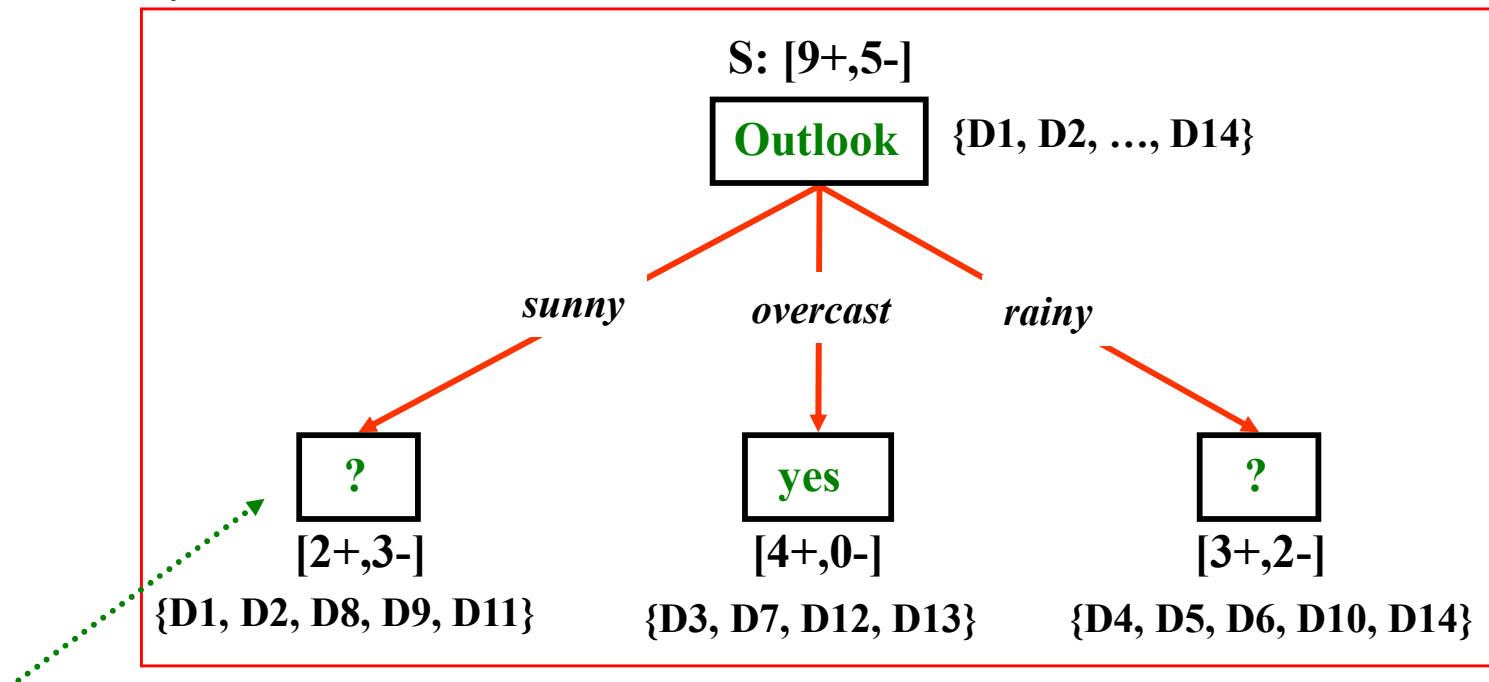 S: [9+,5-]
Outlook {D1, D2, …, D14}
sunny overcast rainy
? yes ?
[2+,3-] [4+,0-] [3+,2-]
{D1, D2, D8, D9, D11} {D3, D7, D12, D13} {D4, D5, D6, D10, D14}